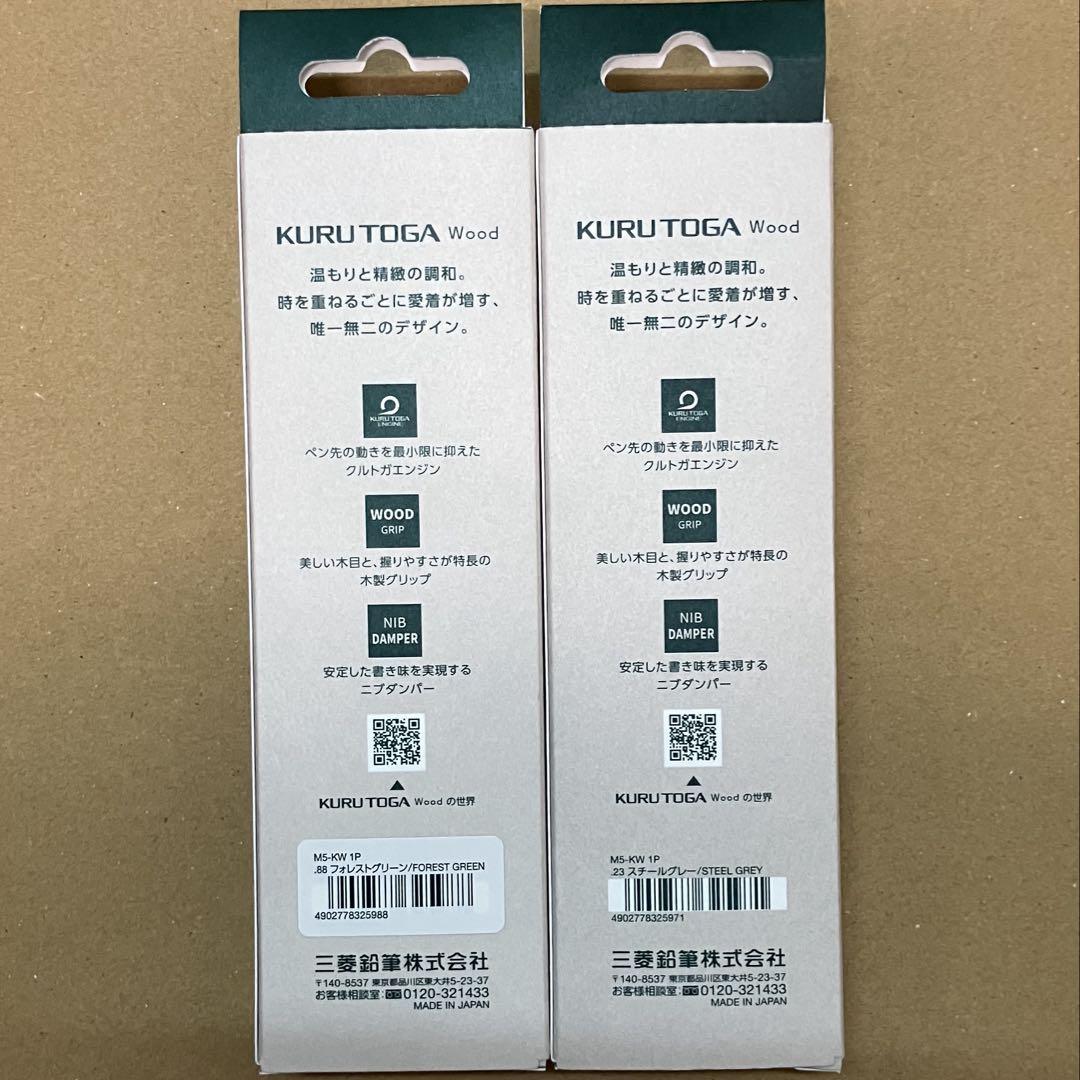 KURU TOGA Wood
温もりと精緻の調和。
時を重ねるごとに愛着が増す、
唯一無二のデザイン。
KURU TOGA
ENGINE
ペン先の動きを最小限に抑えた
クルトガエンジン
WOOD
GRIP
美しい木目と、握りやすさが特長の
木製グリップ
NIB
DAMPER
安定した書き味を実現する
ニブダンパー
KURU TOGA Wood の世界
M5-KW 1P
.88 フォレストグリーン/FOREST GREEN
4902778325988
三菱鉛筆株式会社
〒140-8537 東京都品川区東大井5-23-37
お客様相談室:0120-321433
MADE IN JAPAN
KURU TOGA Wood
温もりと精緻の調和。
時を重ねるごとに愛着が増す、
唯一無二のデザイン。
KURU TOGA
ENGINE
ペン先の動きを最小限に抑えた
クルトガエンジン
WOOD
GRIP
美しい木目と、握りやすさが特長の
木製グリップ
NIB
DAMPER
安定した書き味を実現する
ニブダンパー
KURU TOGA Wood の世界
M5-KW 1P
.23 スチールグレー/STEEL GREY
4902778325971
三菱鉛筆株式会社
〒140-8537 東京都品川区東大井5-23-37
お客様相談室:0120-321433
MADE IN JAPAN